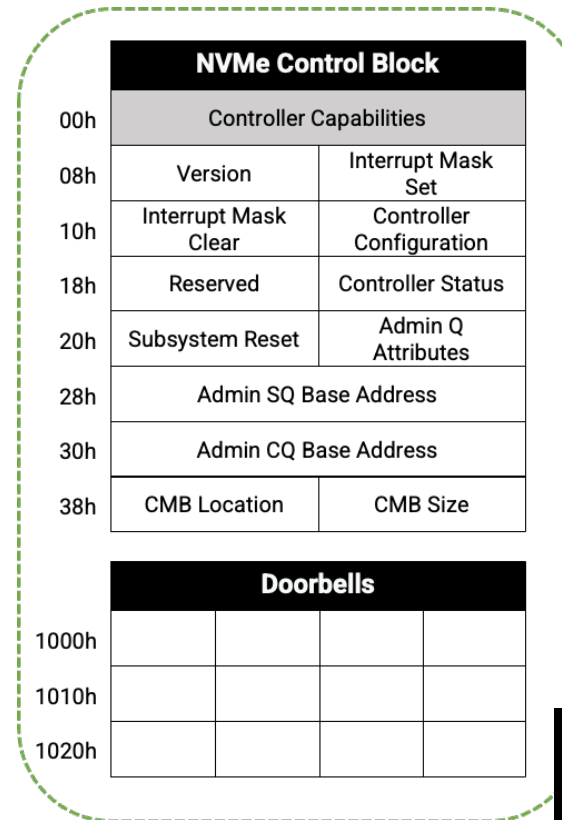 NVMe Control Block
00h Controller Capabilities
08h Version Interrupt Mask Set
10h Interrupt Mask Clear Controller Configuration
18h Reserved Controller Status
20h Subsystem Reset Admin Q Attributes
28h Admin SQ Base Address
30h Admin CQ Base Address
38h CMB Location CMB Size
Doorbells
1000h
1010h
1020h